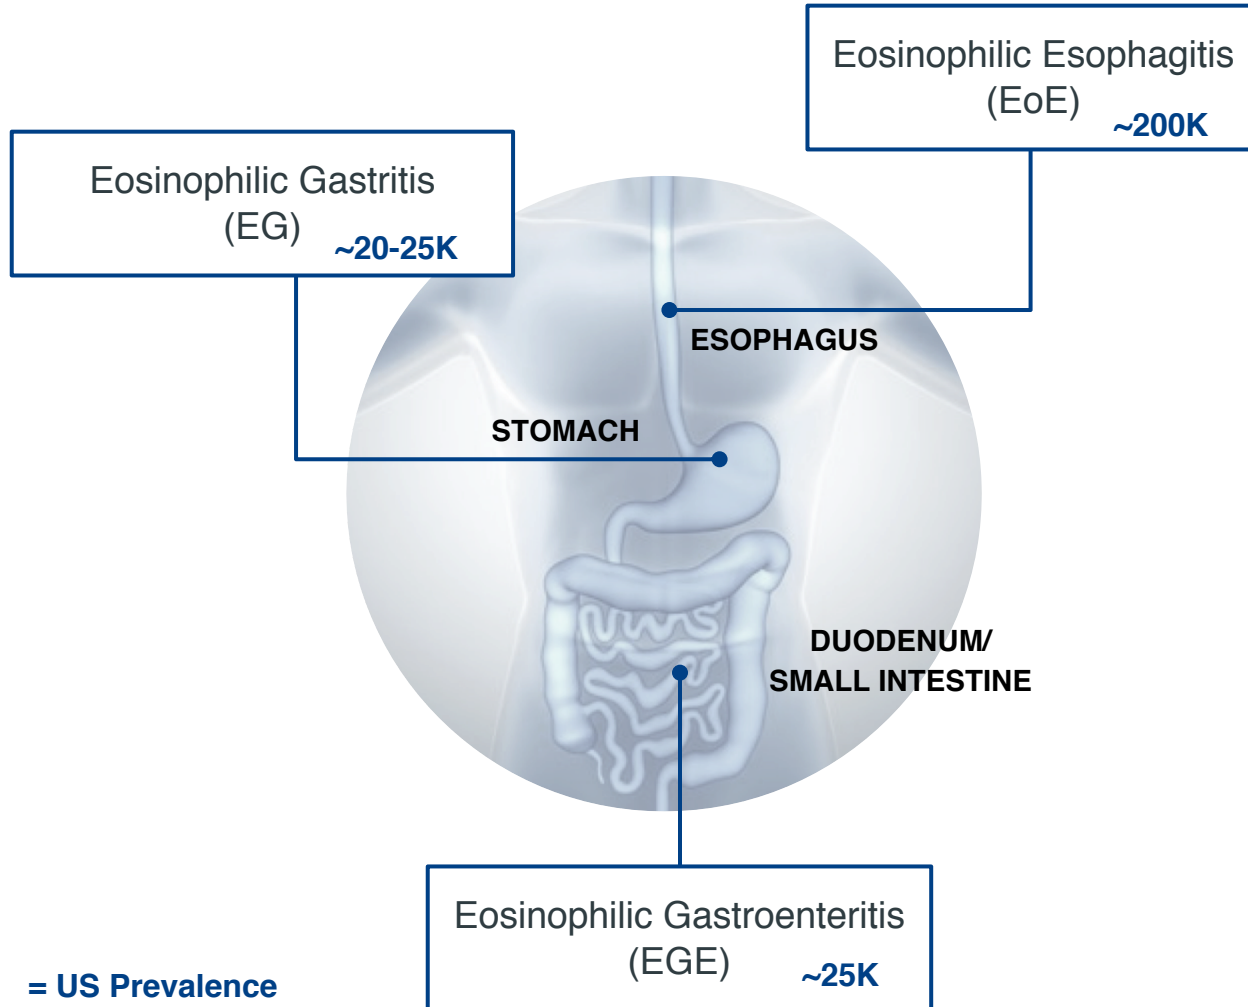 Eosinophilic Esophagitis
(EoE)
~200K
Eosinophilic Gastritis
(EG)
~20-25K
ESOPHAGUS
STOMACH
DUODENUM/
SMALL INTESTINE
Eosinophilic Gastroenteritis
(EGE)
~25K
= US Prevalence